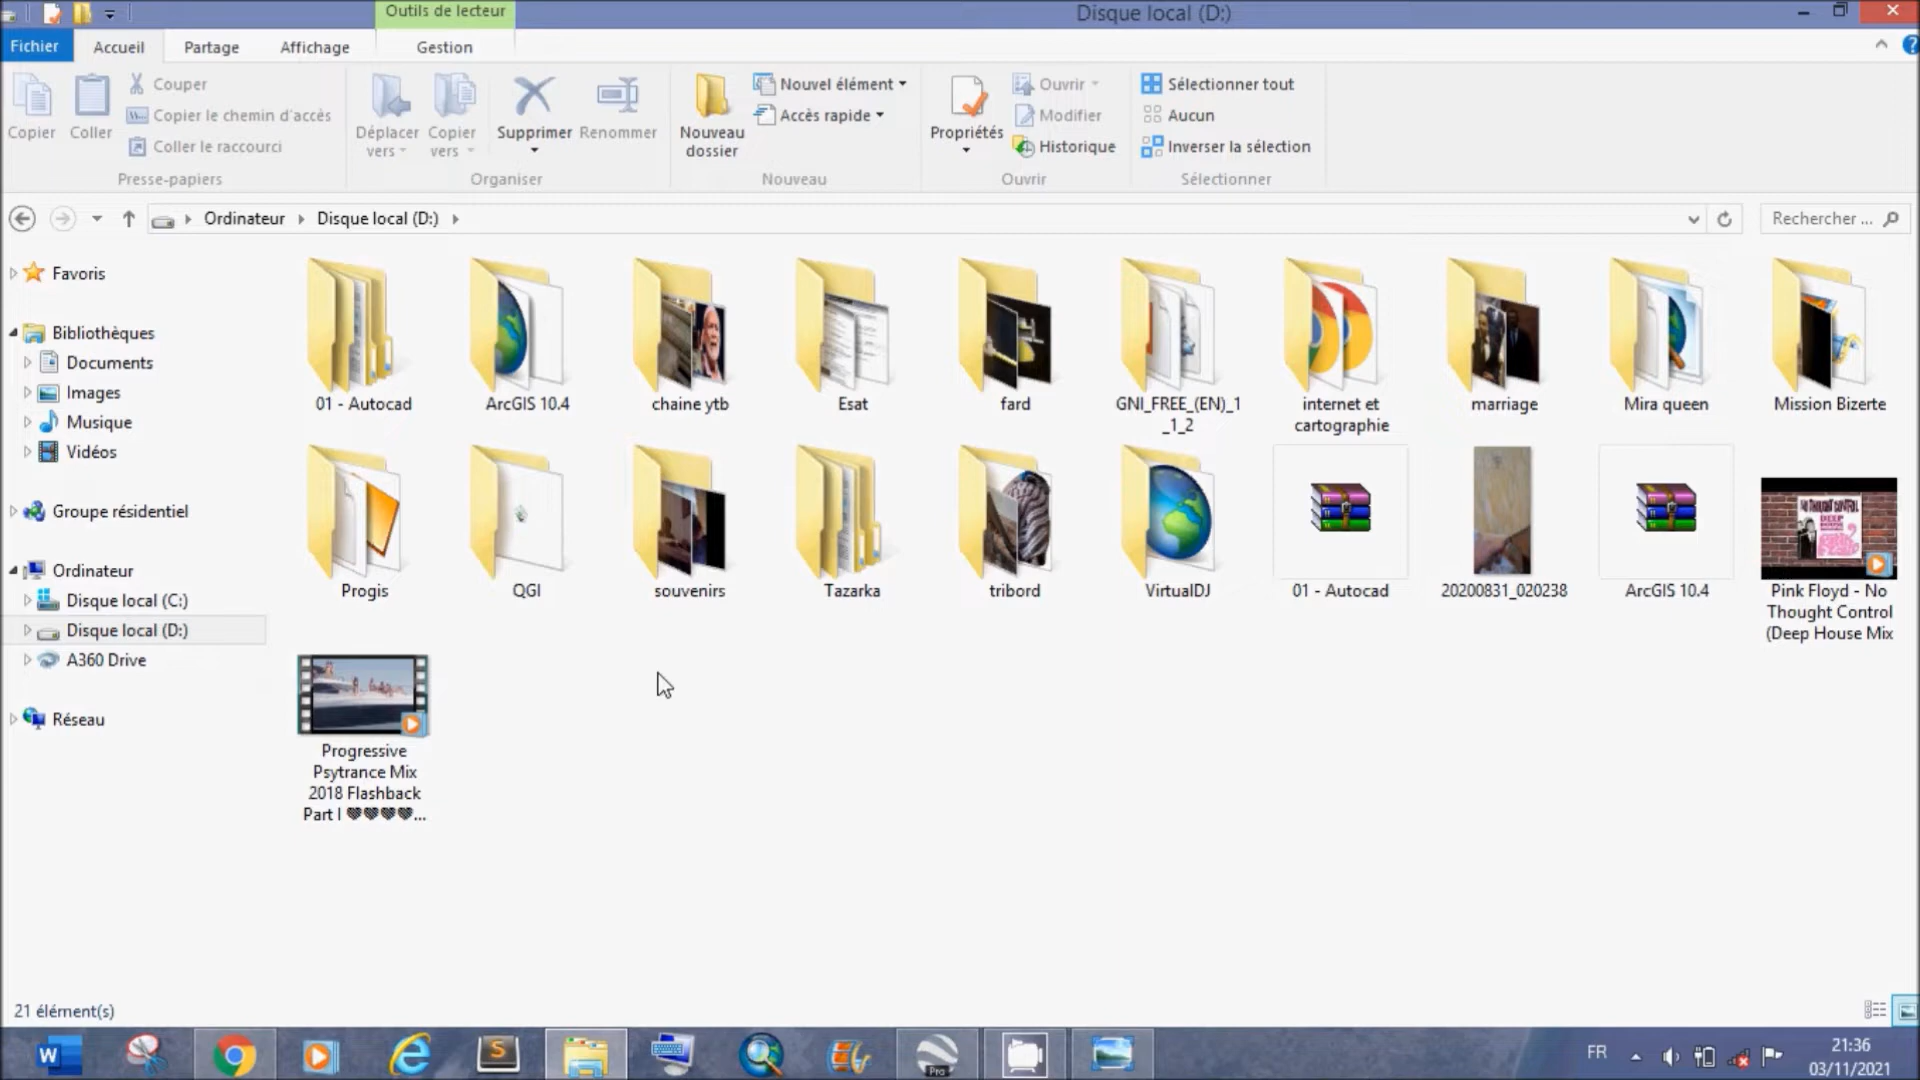 Outils de lecteur
Disque local (D:)
Fichier
Accueil
Partage
Affichage
Gestion
Copier
Coller
Couper
Copier le chemin d'accès
Coller le raccourci
Presse-papiers
Déplacer vers
Copier vers
Supprimer
Renommer
Organiser
Nouveau dossier
Nouvel élément
Accès rapide
Nouveau
Propriétés
Ouvrir
Modifier
Historique
Ouvrir
Sélectionner tout
Aucun
Inverser la sélection
Sélectionner
Ordinateur
Disque local (D:)
Rechercher ...
Favoris
Bibliothèques
Documents
Images
Musique
Vidéos
Groupe résidentiel
Ordinateur
Disque local (C:)
Disque local (D:)
A360 Drive
Réseau
01 - Autocad
ArcGIS 10.4
chaine ytb
Esat
fard
GNI_FREE_(EN)_1
_1_2
internet et
cartographie
marriage
Mira queen
Mission Bizerte
Progis
QGI
souvenirs
Tazarka
tribord
VirtualDJ
01 - Autocad
20200831_020238
ArcGIS 10.4
Pink Floyd - No
Thought Control
(Deep House Mix
Progressive
Psytrance Mix
2018 Flashback
Part I 🖤🖤🖤🖤...
21 élément(s)
Pro
FR
21:36
03/11/2021